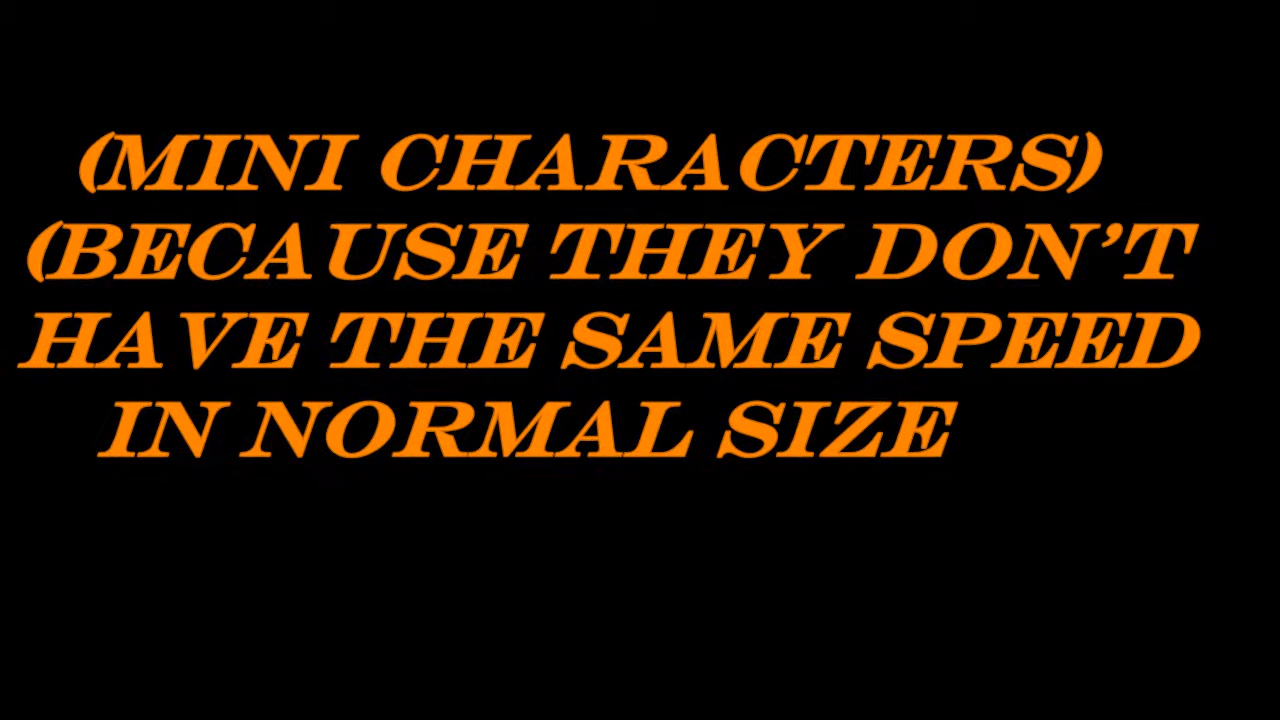 (MINI CHARACTERS)
(BECAUSE THEY DON'T
HAVE THE SAME SPEED
IN NORMAL SIZE